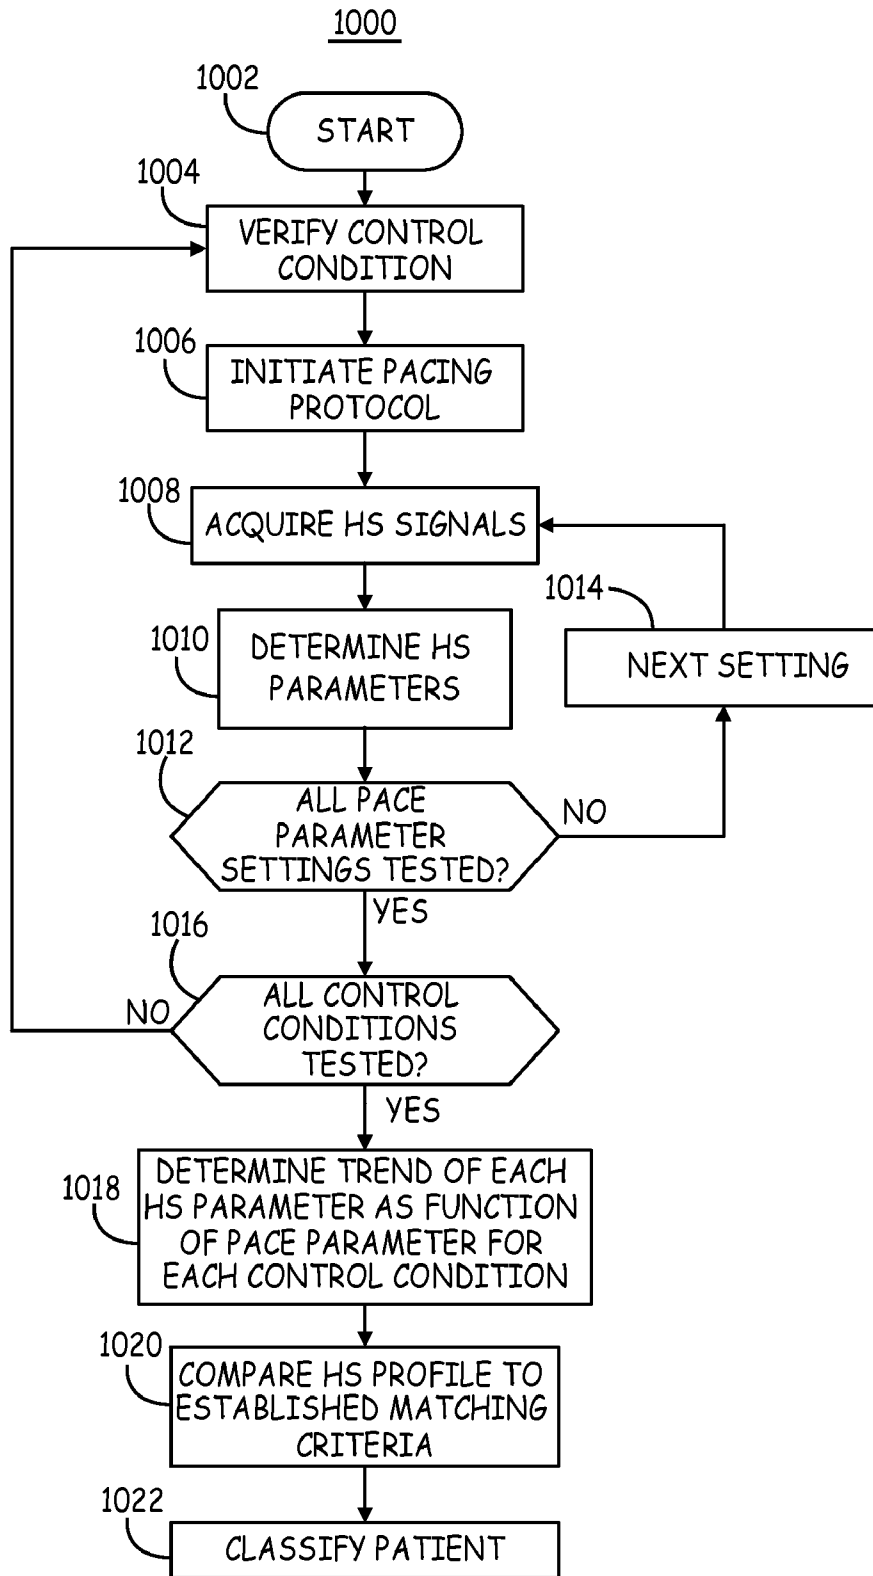 1000
1002
START
1004
VERIFY CONTROL
CONDITION
1006
INITIATE PACING
PROTOCOL
1008
ACQUIRE HS SIGNALS
1014
NEXT SETTING
1010
DETERMINE HS
PARAMETERS
1012
ALL PACE
PARAMETER
SETTINGS TESTED?
NO
YES
1016
ALL CONTROL
CONDITIONS
TESTED?
NO
YES
1018
DETERMINE TREND OF EACH
HS PARAMETER AS FUNCTION
OF PACE PARAMETER FOR
EACH CONTROL CONDITION
1020
COMPARE HS PROFILE TO
ESTABLISHED MATCHING
CRITERIA
1022
CLASSIFY PATIENT